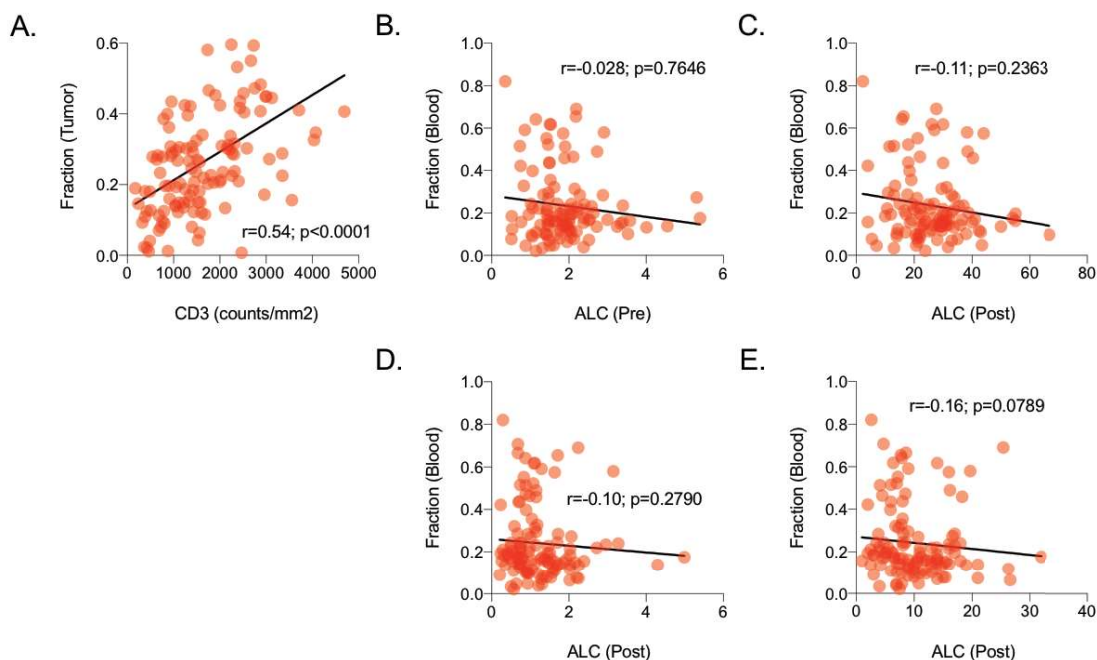 A.
0.6
0.4
0.2
0.0
Fraction (Tumor)
r=0.54; p<0.0001
0 1000 2000 3000 4000 5000
CD3 (counts/mm2)
B.
1.0
0.8
0.6
0.4
0.2
0.0
Fraction (Blood)
r=-0.028; p=0.7646
0 2 4 6
ALC (Pre)
C.
1.0
0.8
0.6
0.4
0.2
0.0
Fraction (Blood)
r=-0.11; p=0.2363
0 20 40 60 80
ALC (Post)
D.
1.0
0.8
0.6
0.4
0.2
0.0
Fraction (Blood)
r=-0.10; p=0.2790
0 2 4 6
ALC (Post)
E.
1.0
0.8
0.6
0.4
0.2
0.0
Fraction (Blood)
r=-0.16; p=0.0789
0 10 20 30 40
ALC (Post)